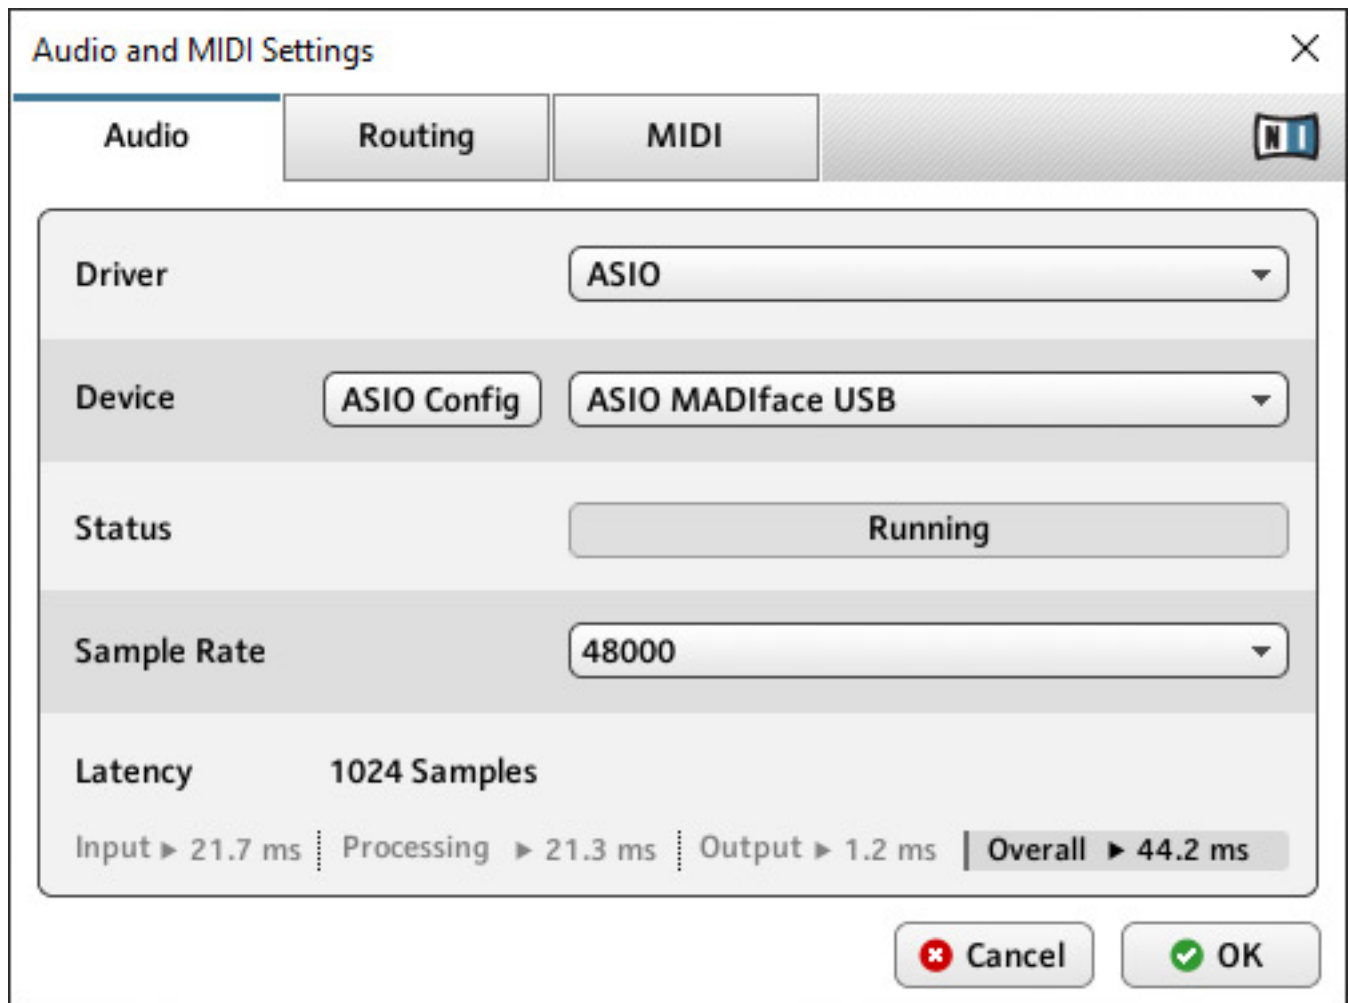 Audio and MIDI Settings
Audio Routing MIDI NI
Driver ASIO
Device ASIO Config ASIO MADIface USB
Status Running
Sample Rate 48000
Latency 1024 Samples
Input ▶ 21.7 ms Processing ▶ 21.3 ms Output ▶ 1.2 ms Overall ▶ 44.2 ms
Cancel OK